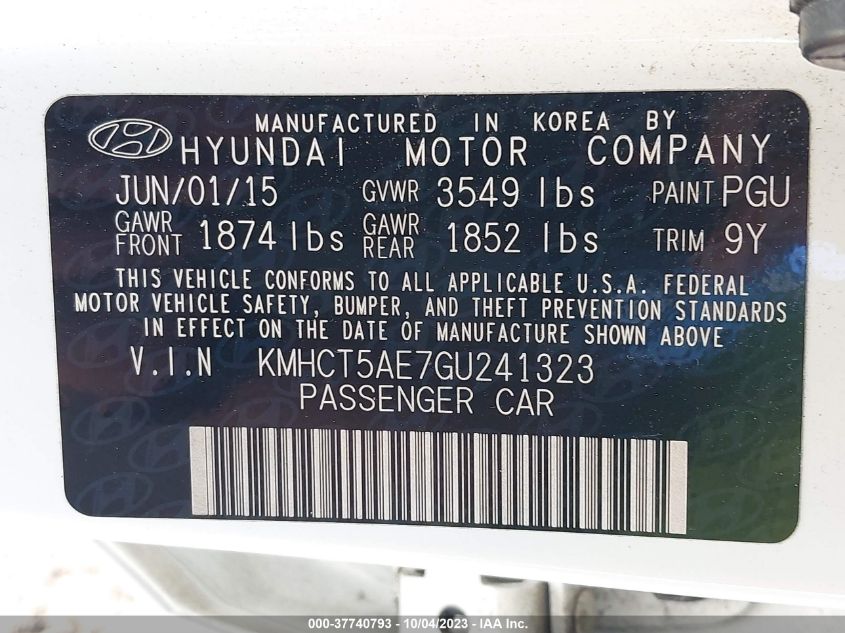 MANUFACTURED IN KOREA BY
HYUNDAI MOTOR COMPANY
JUN/01/15 GVWR 3549 lbs PAINT PGU
GAWR FRONT 1874 lbs GAWR REAR 1852 lbs TRIM 9Y
THIS VEHICLE CONFORMS TO ALL APPLICABLE U.S.A. FEDERAL
MOTOR VEHICLE SAFETY, BUMPER, AND THEFT PREVENTION STANDARDS
IN EFFECT ON THE DATE OF MANUFACTURE SHOWN ABOVE
V.I.N KMHCT5AE7GU241323
PASSENGER CAR
000-37740793 - 10/04/2023 - IAA Inc.